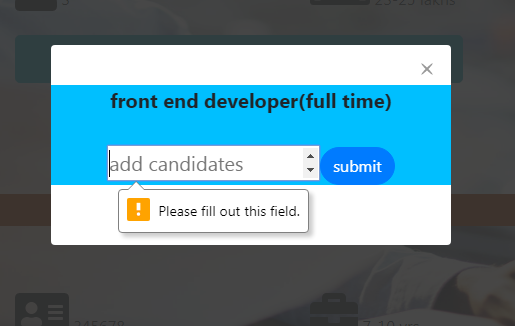 ×
front end developer(full time)
add candidates
submit
Please fill out this field.